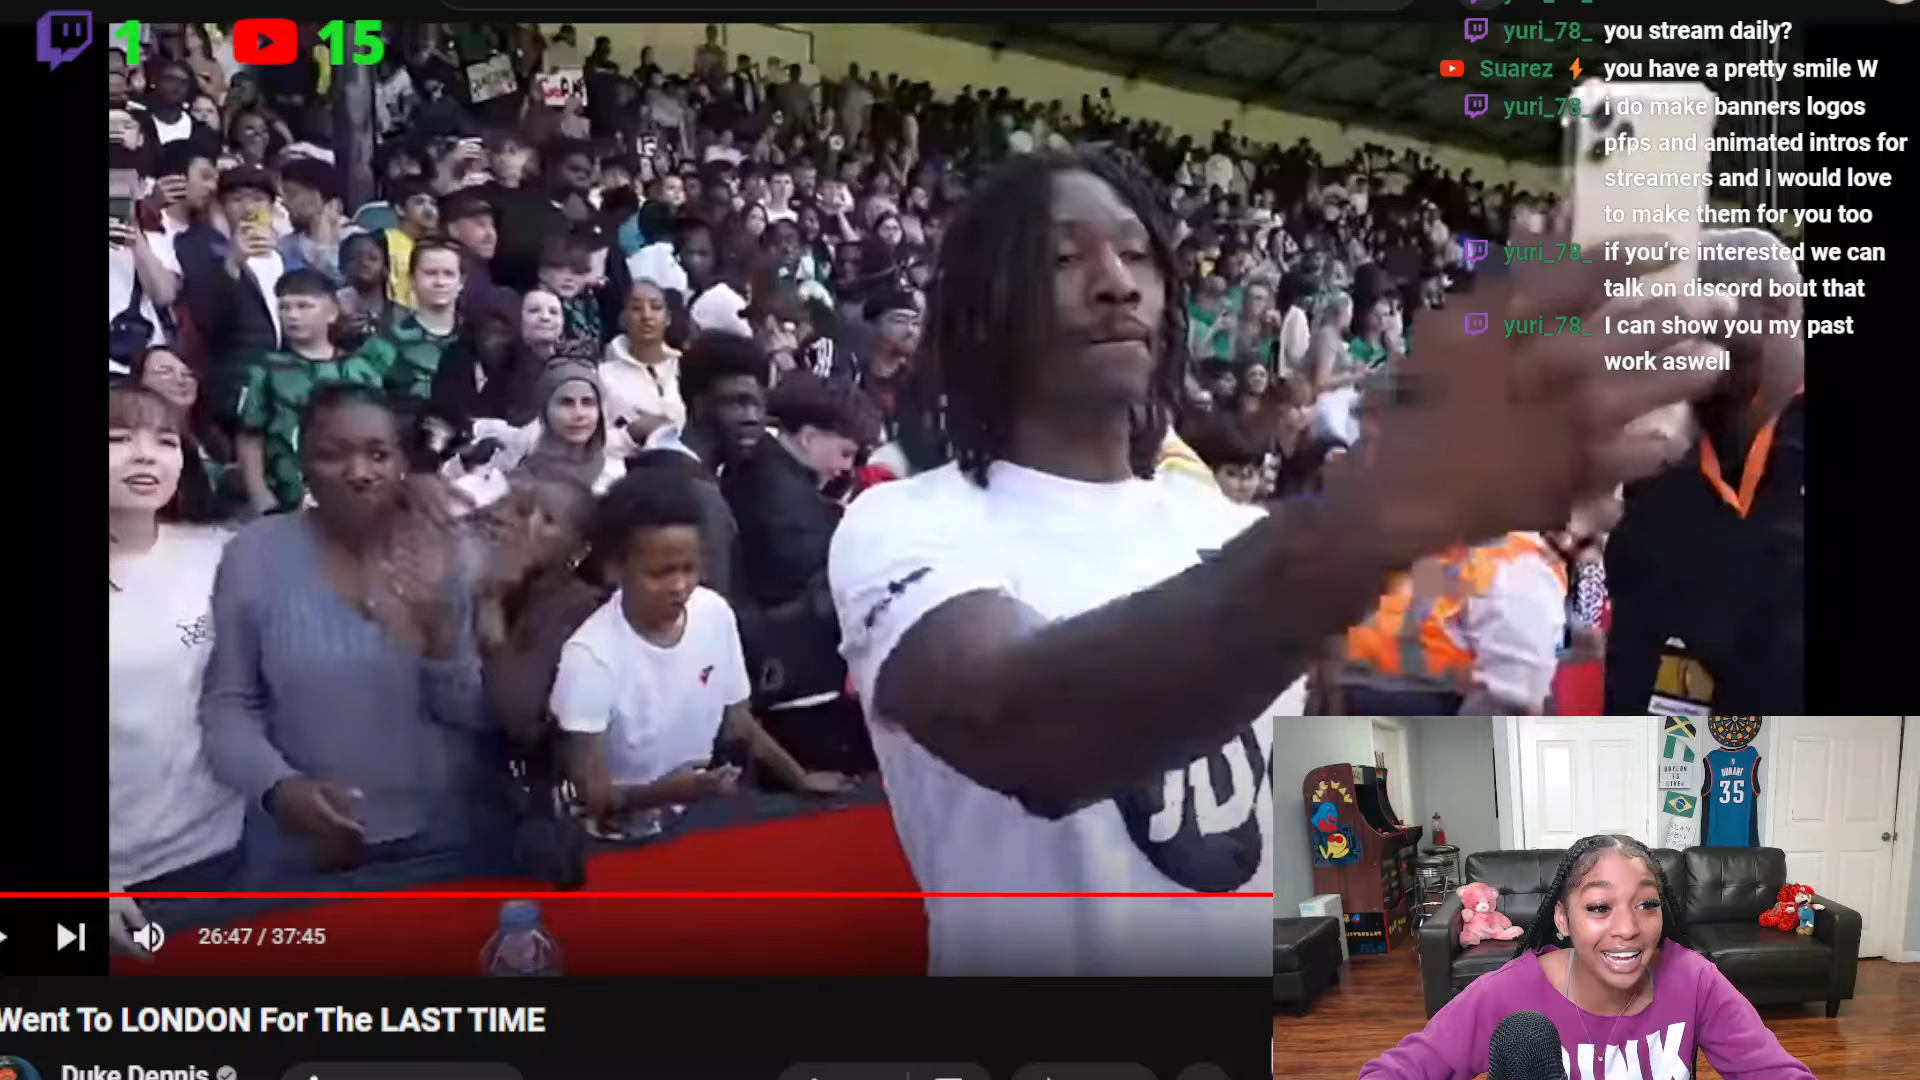 1
15
yuri_78_ you stream daily?
Suarez you have a pretty smile W
yuri_78_ i do make banners logos
pfps and animated intros for
streamers and I would love
to make them for you too
yuri_78_ if you’re interested we can
talk on discord bout that
yuri_78_ I can show you my past
work aswell
DURANT
35
26:47 / 37:45
Went To LONDON For The LAST TIME
Duke Dennis